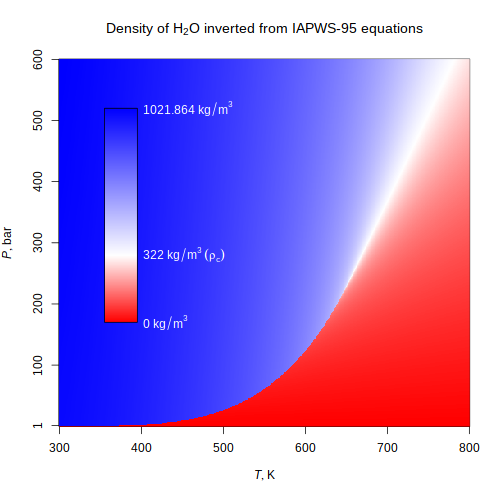 Density of H₂O inverted from IAPWS-95 equations
600
500
400
300
200
100
1
P, bar
1021.864 kg/m³
322 kg/m³ (ρc)
0 kg/m³
300 400 500 600 700 800
T, K